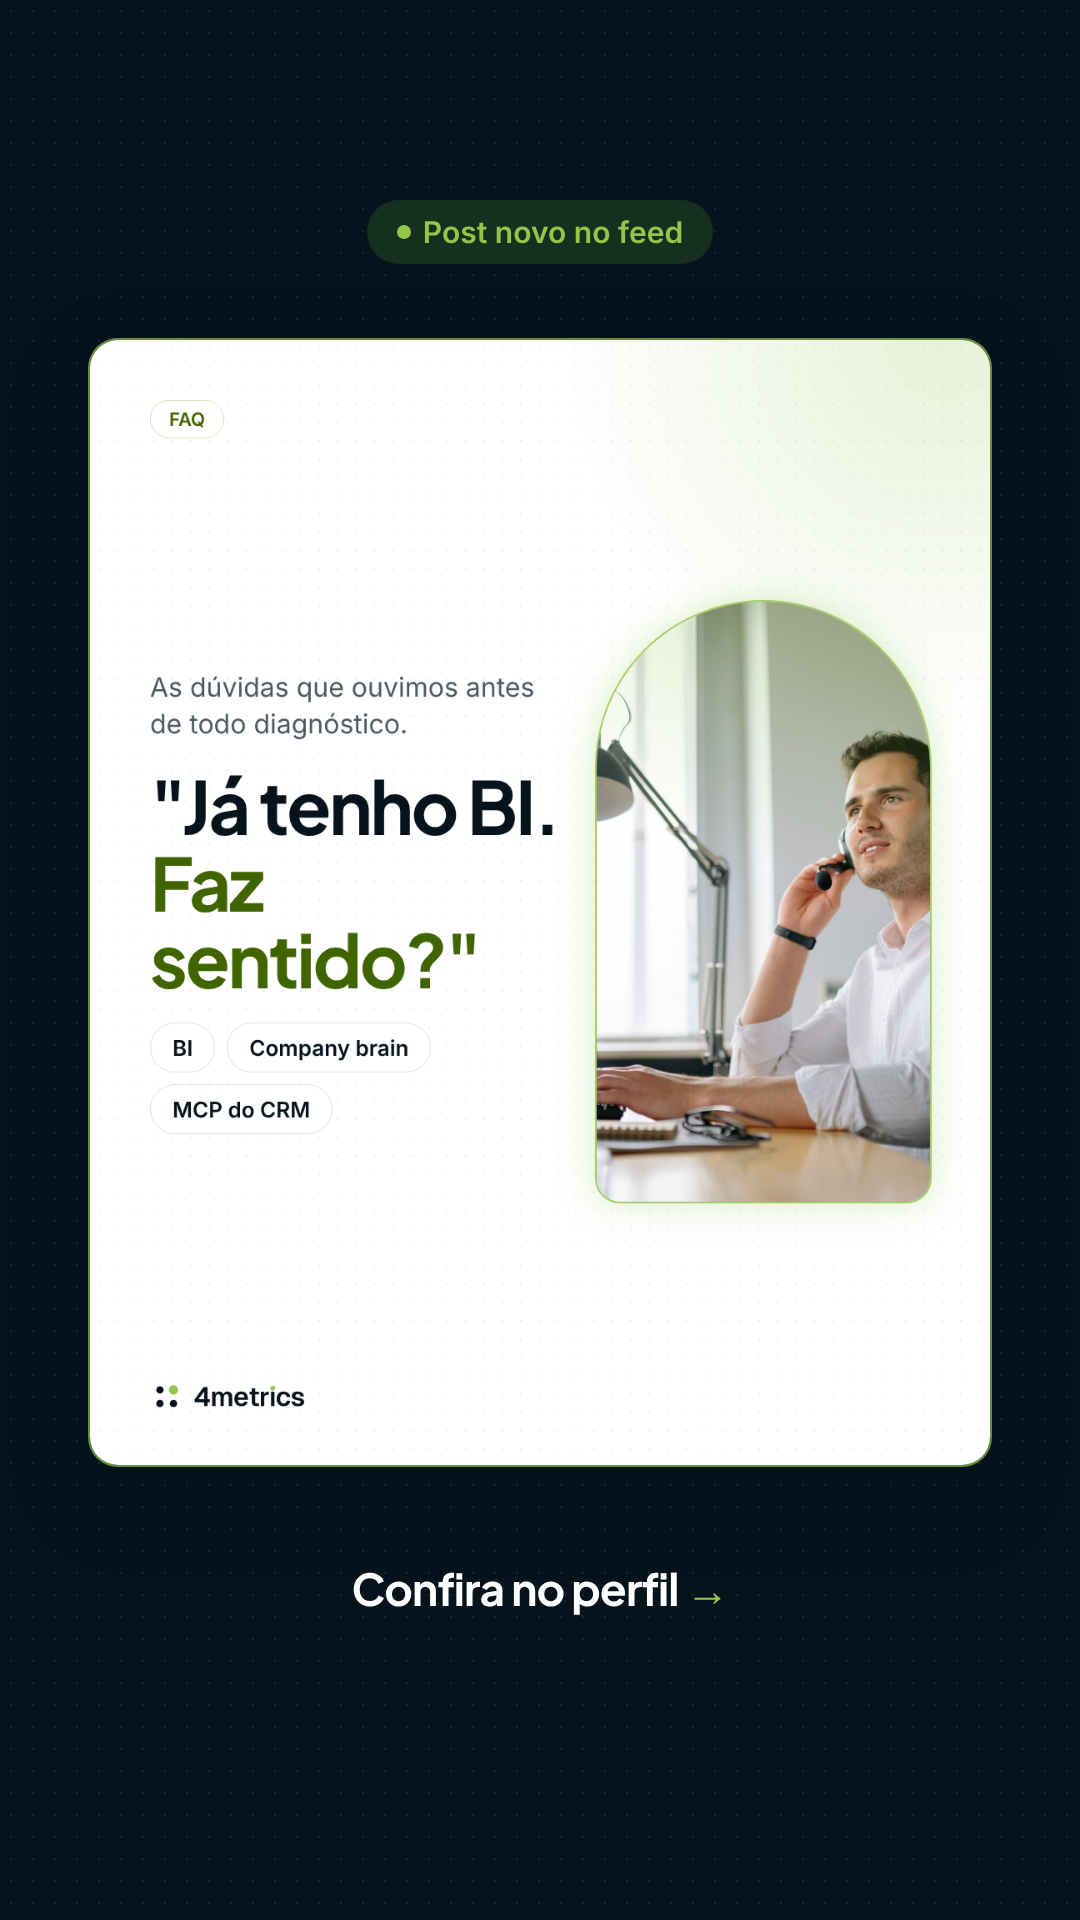 Post novo no feed
FAQ
As dúvidas que ouvimos antes
de todo diagnóstico.
"Já tenho BI.
Faz
sentido?"
BI
Company brain
MCP do CRM
4metrics
Confira no perfil →